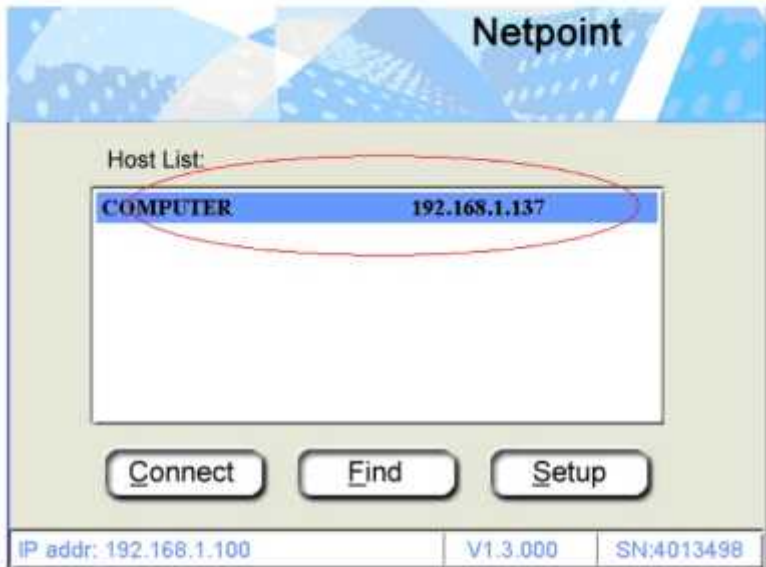 Netpoint
Host List:
COMPUTER 192.168.1.137
Connect Find Setup
IP addr: 192.168.1.100 V1.3.000 SN:4013498